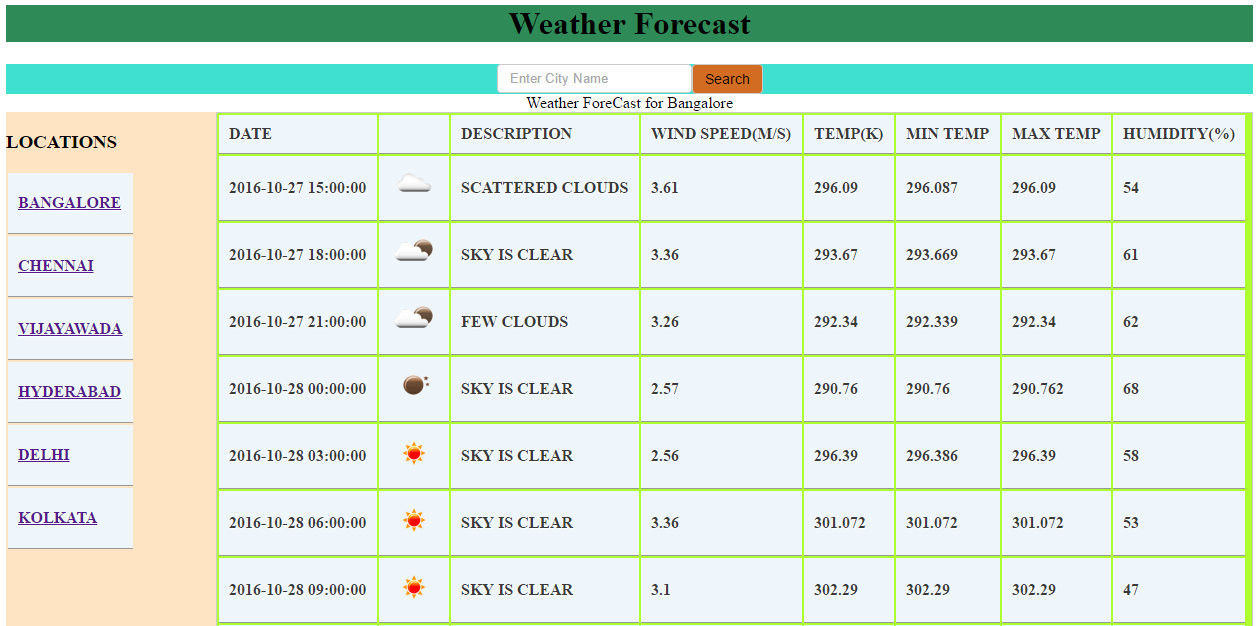 Weather Forecast
Enter City Name Search
Weather ForeCast for Bangalore
LOCATIONS
BANGALORE
CHENNAI
VIJAYAWADA
HYDERABAD
DELHI
KOLKATA
DATE DESCRIPTION WIND SPEED(M/S) TEMP(K) MIN TEMP MAX TEMP HUMIDITY(%)
2016-10-27 15:00:00 SCATTERED CLOUDS 3.61 296.09 296.087 296.09 54
2016-10-27 18:00:00 SKY IS CLEAR 3.36 293.67 293.669 293.67 61
2016-10-27 21:00:00 FEW CLOUDS 3.26 292.34 292.339 292.34 62
2016-10-28 00:00:00 SKY IS CLEAR 2.57 290.76 290.76 290.762 68
2016-10-28 03:00:00 SKY IS CLEAR 2.56 296.39 296.386 296.39 58
2016-10-28 06:00:00 SKY IS CLEAR 3.36 301.072 301.072 301.072 53
2016-10-28 09:00:00 SKY IS CLEAR 3.1 302.29 302.29 302.29 47